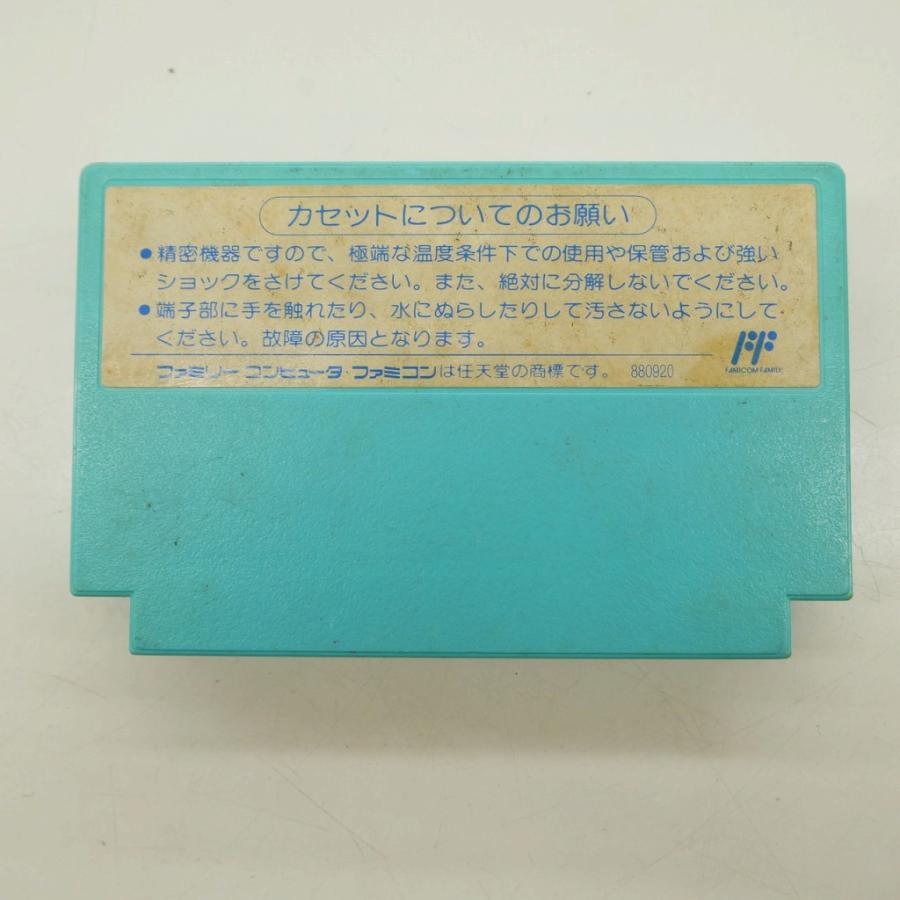 カセットについてのお願い
●精密機器ですので、極端な温度条件下での使用や保管および強い
ショックをさけてください。また、絶対に分解しないでください。
●端子部に手を触れたり、水にぬらしたりして汚さないようにして
ください。故障の原因となります。
FAMICOM FAMILY
ファミリー コンピュータ・ファミコンは任天堂の商標です。 880920